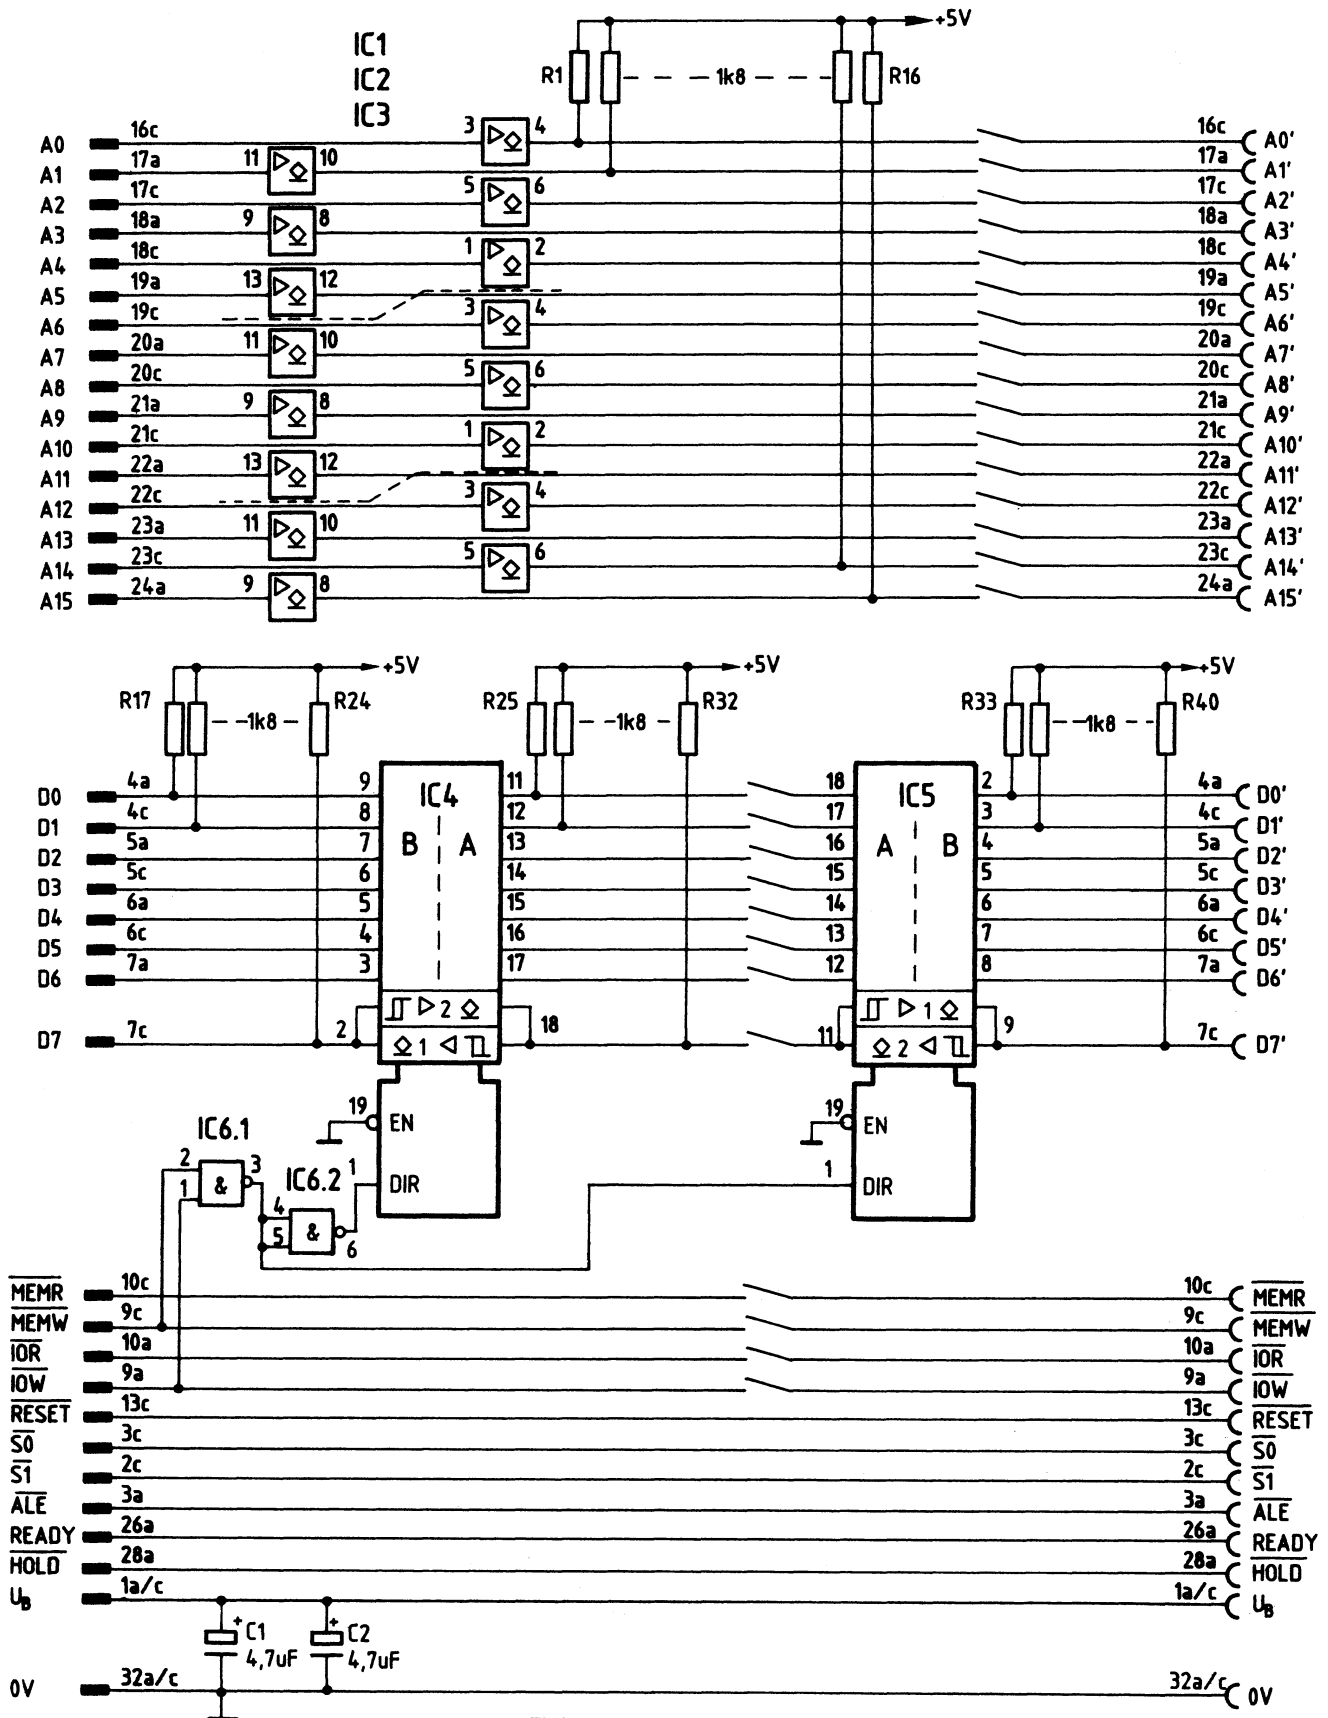 IC1
IC2
IC3
+5V
R1 1k8 R16
A0 16c 3 4 16c A0'
A1 17a 11 10 17a A1'
A2 17c 5 6 17c A2'
A3 18a 9 8 18a A3'
A4 18c 1 2 18c A4'
A5 19a 13 12 19a A5'
A6 19c 3 4 19c A6'
A7 20a 11 10 20a A7'
A8 20c 5 6 20c A8'
A9 21a 9 8 21a A9'
A10 21c 1 2 21c A10'
A11 22a 13 12 22a A11'
A12 22c 3 4 22c A12'
A13 23a 11 10 23a A13'
A14 23c 5 6 23c A14'
A15 24a 9 8 24a A15'
+5V +5V +5V
R17 1k8 R24 R25 1k8 R32 R33 1k8 R40
IC4 IC5
B A A B
D0 4a 9 11 18 2 4a D0'
D1 4c 8 12 17 3 4c D1'
D2 5a 7 13 16 4 5a D2'
D3 5c 6 14 15 5 5c D3'
D4 6a 5 15 14 6 6a D4'
D5 6c 4 16 13 7 6c D5'
D6 7a 3 17 12 8 7a D6'
2 1
D7 7c 2 1 18 11 2 9 7c D7'
19 EN 19 EN
IC6.1
2 1 & 3
IC6.2
4 5 & 6
1 DIR 1 DIR
MEMR 10c 10c MEMR
MEMW 9c 9c MEMW
IOR 10a 10a IOR
IOW 9a 9a IOW
RESET 13c 13c RESET
S0 3c 3c S0
S1 2c 2c S1
ALE 3a 3a ALE
READY 26a 26a READY
HOLD 28a 28a HOLD
UB 1a/c 1a/c UB
+ C1 + C2
4,7uF 4,7uF
0V 32a/c 32a/c 0V